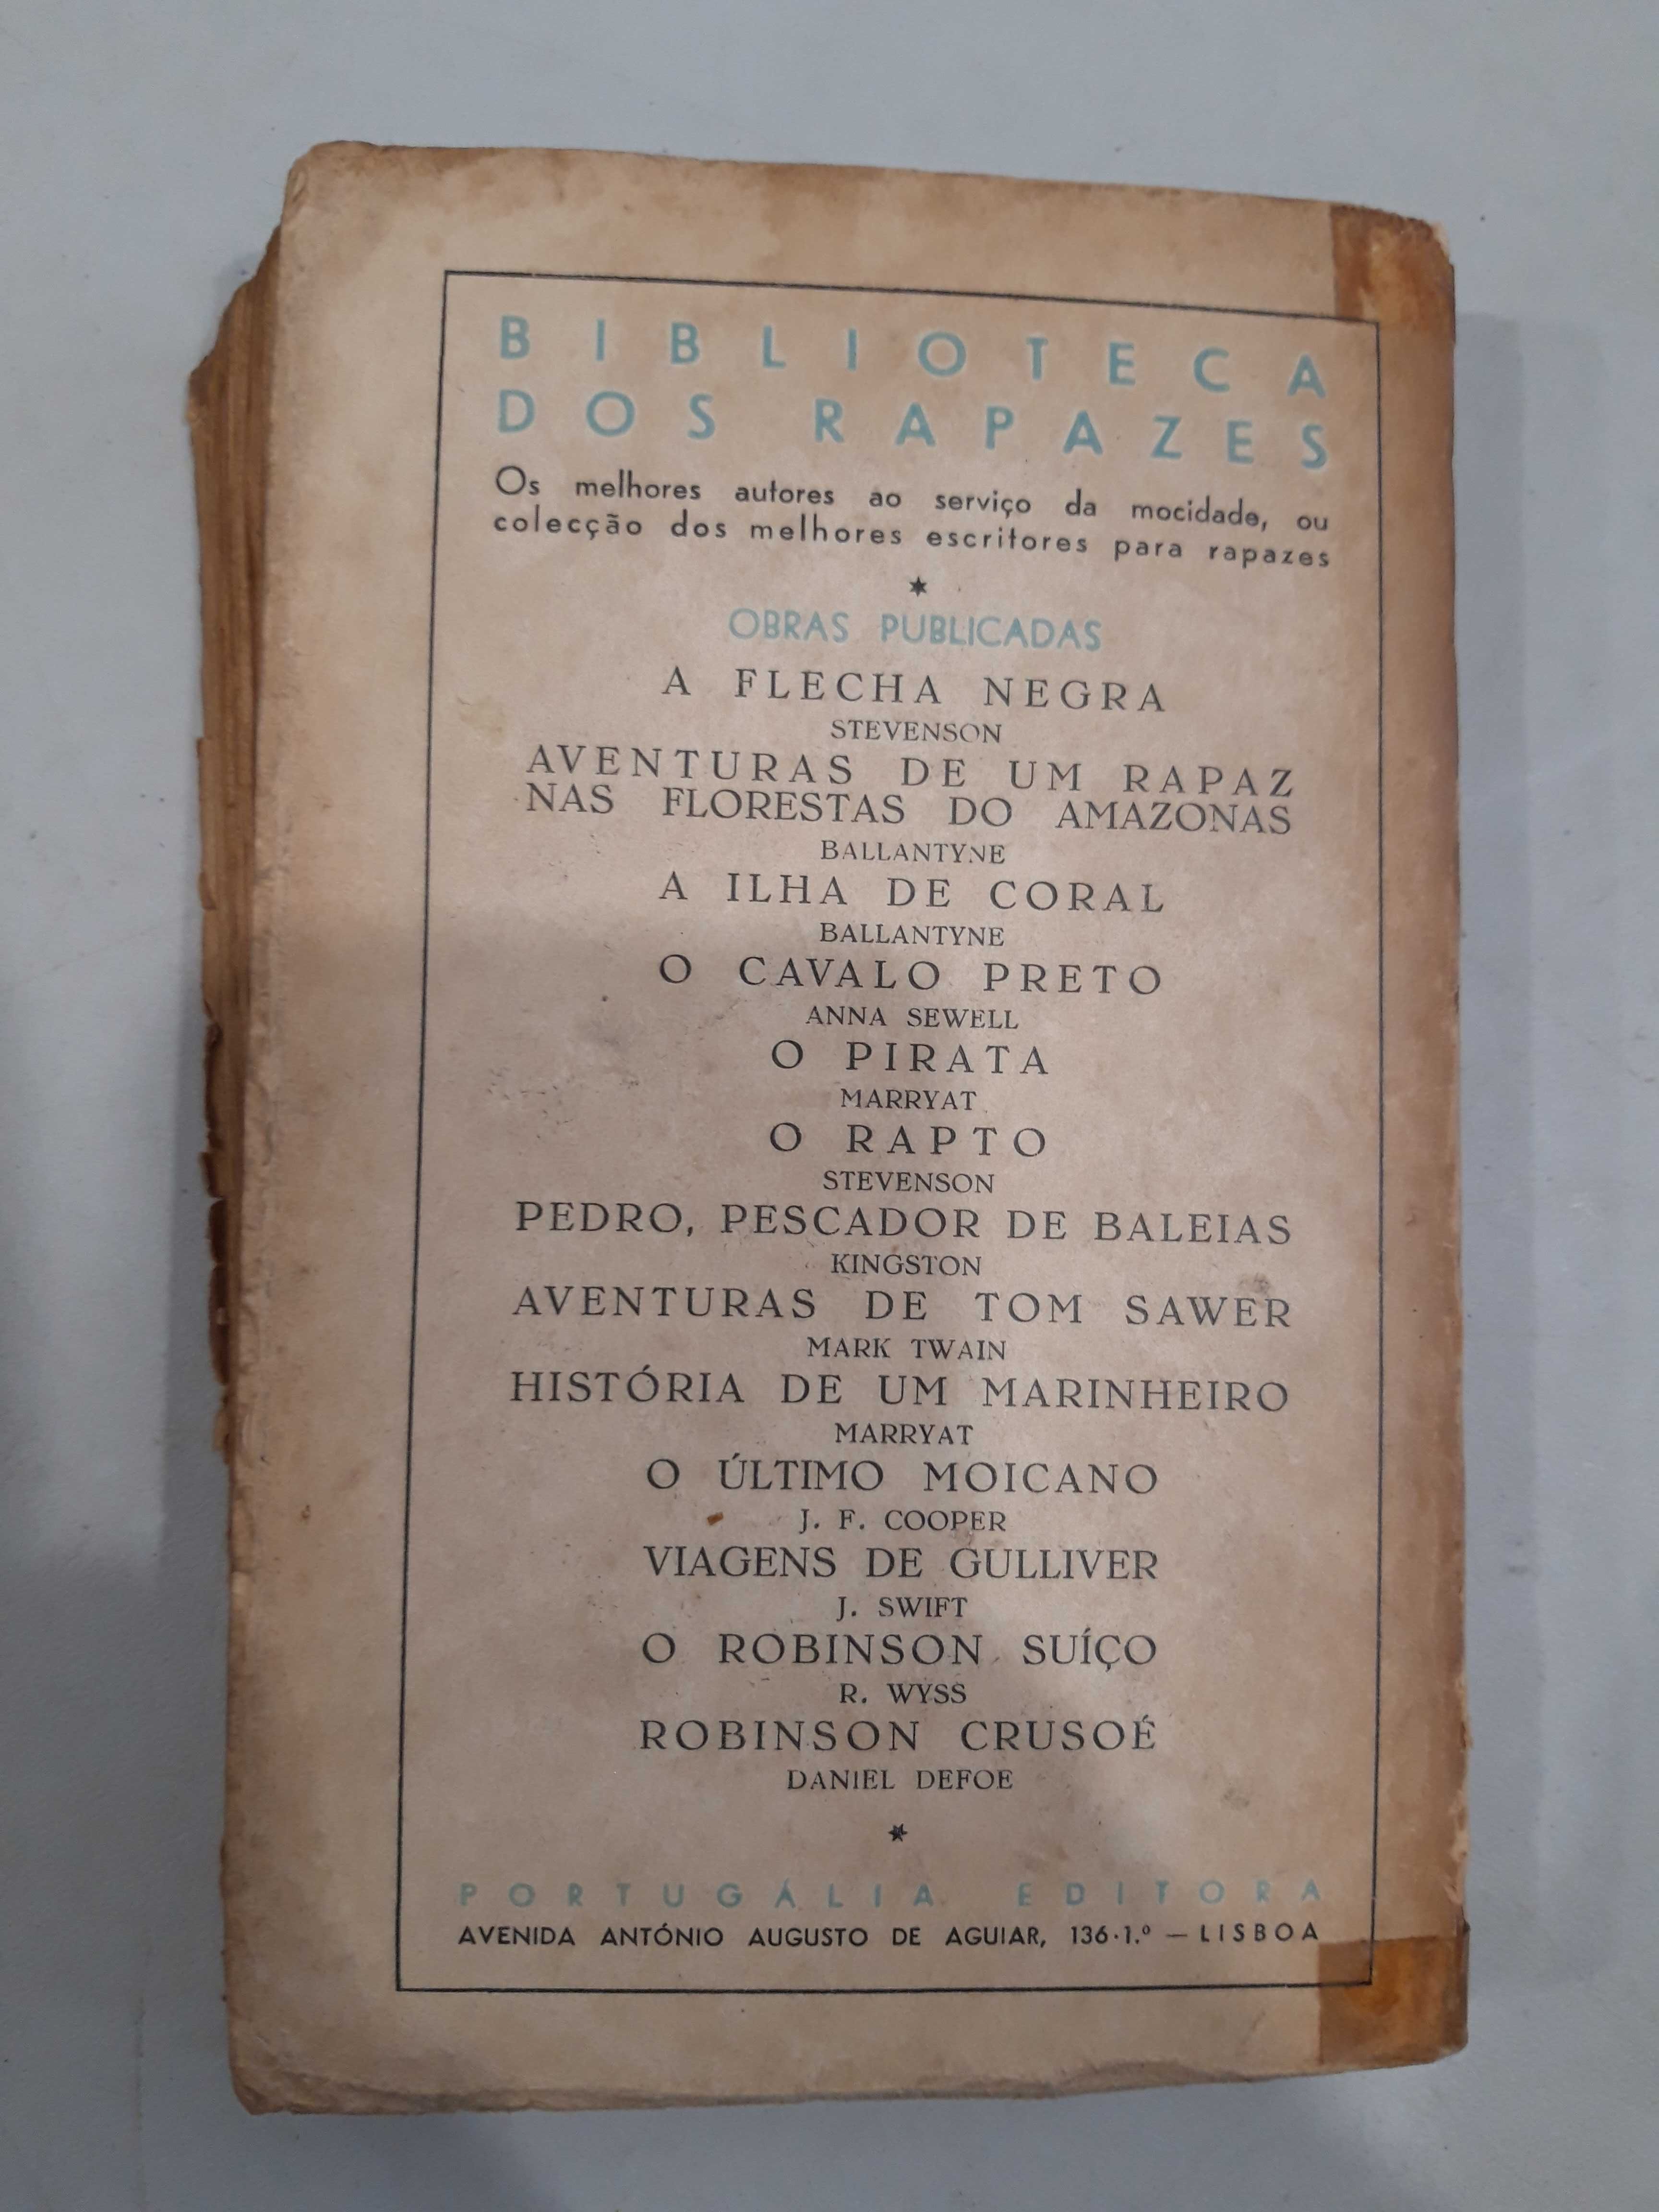 BIBLIOTECA
DOS RAPAZES
Os melhores autores ao serviço da mocidade, ou
colecção dos melhores escritores para rapazes
OBRAS PUBLICADAS
A FLECHA NEGRA
STEVENSON
AVENTURAS DE UM RAPAZ
NAS FLORESTAS DO AMAZONAS
BALLANTYNE
A ILHA DE CORAL
BALLANTYNE
O CAVALO PRETO
ANNA SEWELL
O PIRATA
MARRYAT
O RAPTO
STEVENSON
PEDRO, PESCADOR DE BALEIAS
KINGSTON
AVENTURAS DE TOM SAWER
MARK TWAIN
HISTÓRIA DE UM MARINHEIRO
MARRYAT
O ÚLTIMO MOICANO
J. F. COOPER
VIAGENS DE GULLIVER
J. SWIFT
O ROBINSON SUÍÇO
R. WYSS
ROBINSON CRUSOÉ
DANIEL DEFOE
PORTUGÁLIA EDITORA
AVENIDA ANTÓNIO AUGUSTO DE AGUIAR, 136-1.º — LISBOA